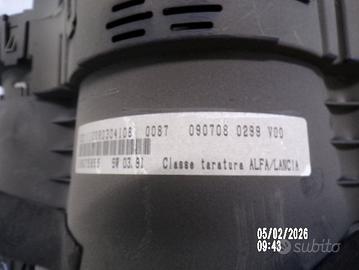 0087 090708 0299 V00
SW 03.81 Classe taratura ALFA/LANCIA
05/02/2026
09:43
subito